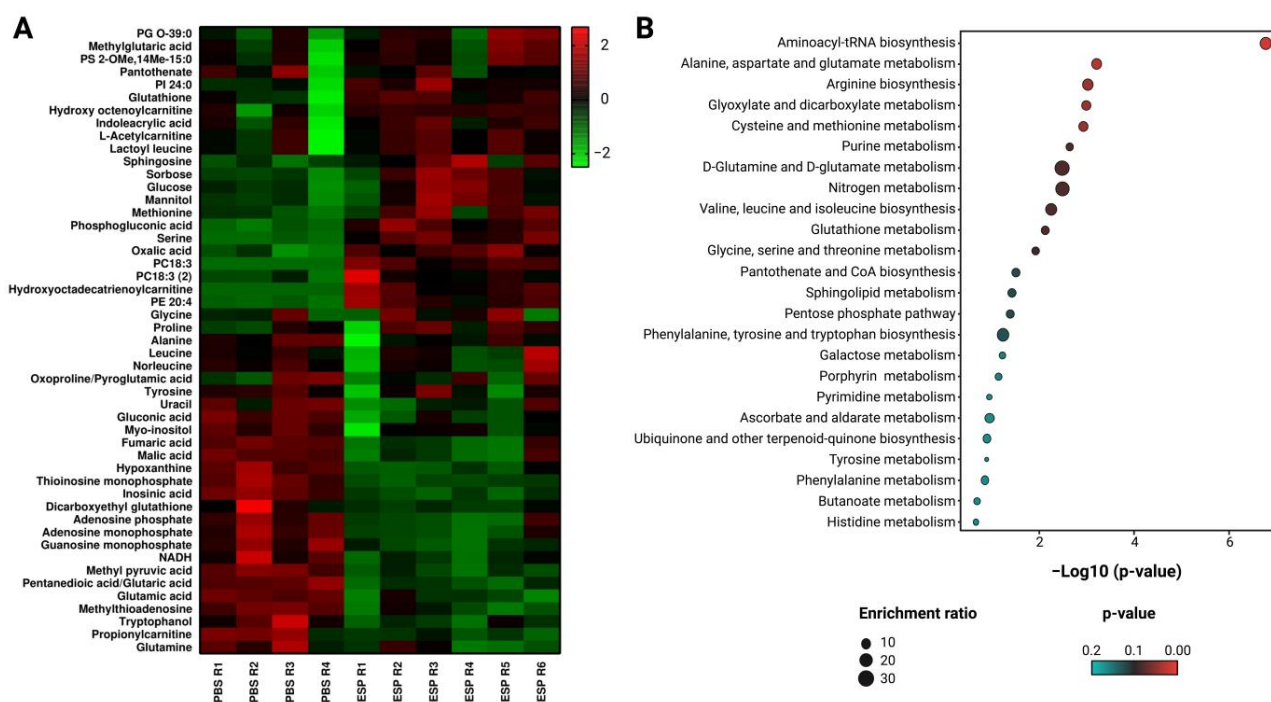 A
PG O-39:0
Methylglutaric acid
PS 2-OMe,14Me-15:0
Pantothenate
PI 24:0
Glutathione
Hydroxy octenoylcarnitine
Indoleacrylic acid
L-Acetylcarnitine
Lactoyl leucine
Sphingosine
Sorbose
Glucose
Mannitol
Methionine
Phosphogluconic acid
Serine
Oxalic acid
PC18:3
PC18:3 (2)
Hydroxyoctadecatrienoylcarnitine
PE 20:4
Glycine
Proline
Alanine
Leucine
Norleucine
Oxoproline/Pyroglutamic acid
Tyrosine
Uracil
Gluconic acid
Myo-inositol
Fumaric acid
Malic acid
Hypoxanthine
Thioinosine monophosphate
Inosinic acid
Dicarboxyethyl glutathione
Adenosine phosphate
Adenosine monophosphate
Guanosine monophosphate
NADH
Methyl pyruvic acid
Pentanedioic acid/Glutaric acid
Glutamic acid
Methylthioadenosine
Tryptophanol
Propionylcarnitine
Glutamine
PBS R1
PBS R2
PBS R3
PBS R4
ESP R1
ESP R2
ESP R3
ESP R4
ESP R5
ESP R6
2
0
−2
B
Aminoacyl-tRNA biosynthesis
Alanine, aspartate and glutamate metabolism
Arginine biosynthesis
Glyoxylate and dicarboxylate metabolism
Cysteine and methionine metabolism
Purine metabolism
D-Glutamine and D-glutamate metabolism
Nitrogen metabolism
Valine, leucine and isoleucine biosynthesis
Glutathione metabolism
Glycine, serine and threonine metabolism
Pantothenate and CoA biosynthesis
Sphingolipid metabolism
Pentose phosphate pathway
Phenylalanine, tyrosine and tryptophan biosynthesis
Galactose metabolism
Porphyrin metabolism
Pyrimidine metabolism
Ascorbate and aldarate metabolism
Ubiquinone and other terpenoid-quinone biosynthesis
Tyrosine metabolism
Phenylalanine metabolism
Butanoate metabolism
Histidine metabolism
2 4 6
−Log10 (p-value)
Enrichment ratio
10
20
30
p-value
0.2 0.1 0.00